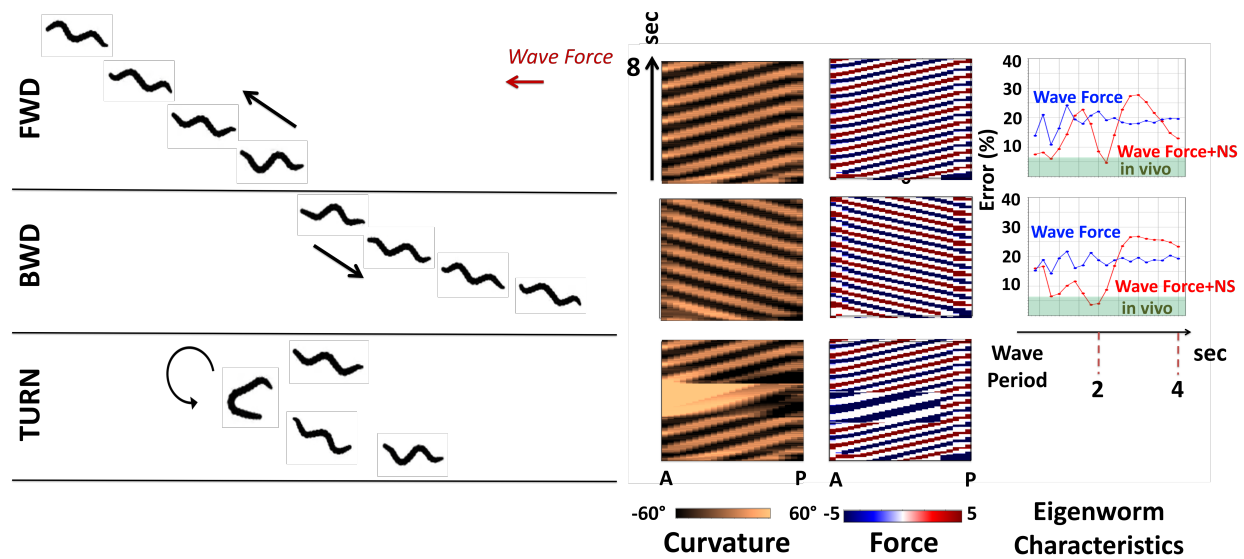 FWD
Wave Force
BWD
TURN
8
sec
A
P
-60°
60°
Curvature
A
P
-5
5
Force
Error (%)
40
30
20
10
Wave Force
Wave Force+NS
in vivo
40
30
20
10
Wave Force
Wave Force+NS
in vivo
Wave
Period
sec
2
4
Eigenworm
Characteristics